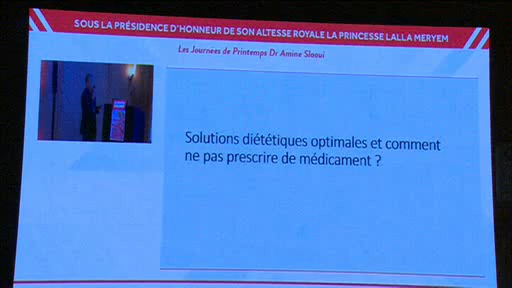 SOUS LA PRÉSIDENCE D'HONNEUR DE SON ALTESSE ROYALE LA PRINCESSE LALLA MERYEM
Les Journées de Printemps Dr Amine Slaoui
Solutions diététiques optimales et comment
ne pas prescrire de médicament ?